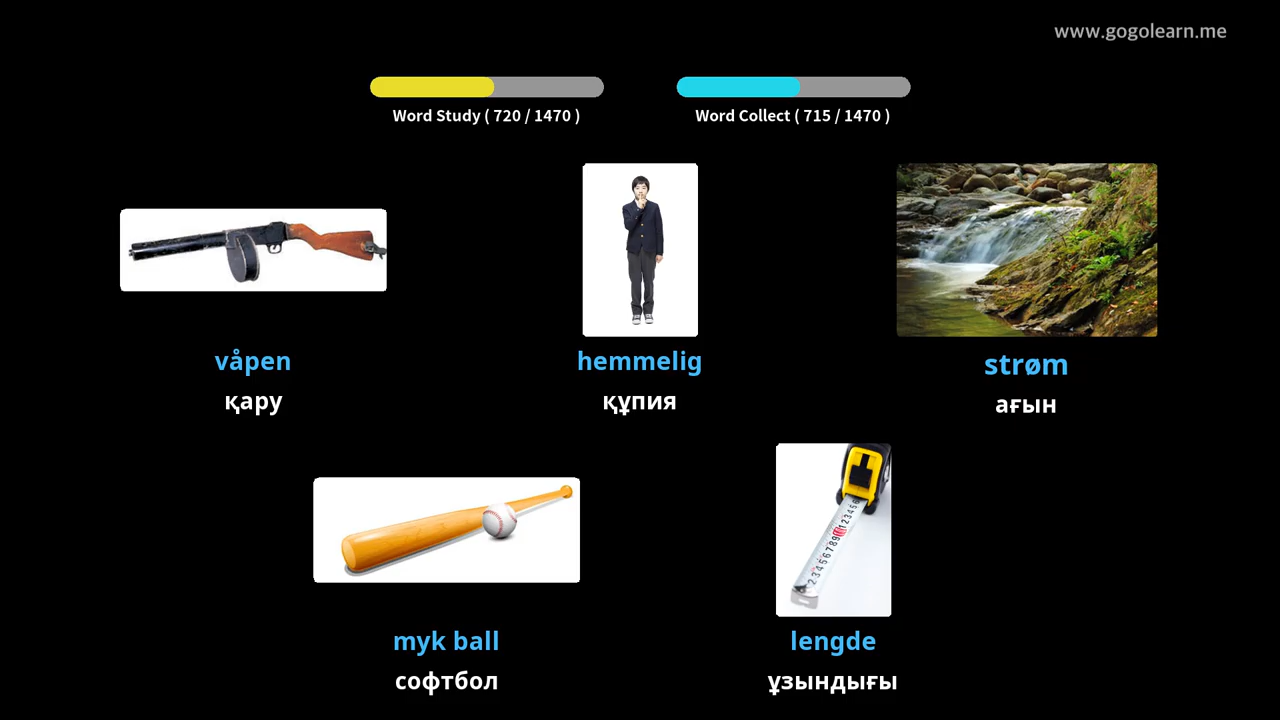 www.gogolearn.me
Word Study ( 720 / 1470 )
Word Collect ( 715 / 1470 )
våpen
қару
hemmelig
құпия
strøm
ағын
myk ball
софтбол
lengde
ұзындығы